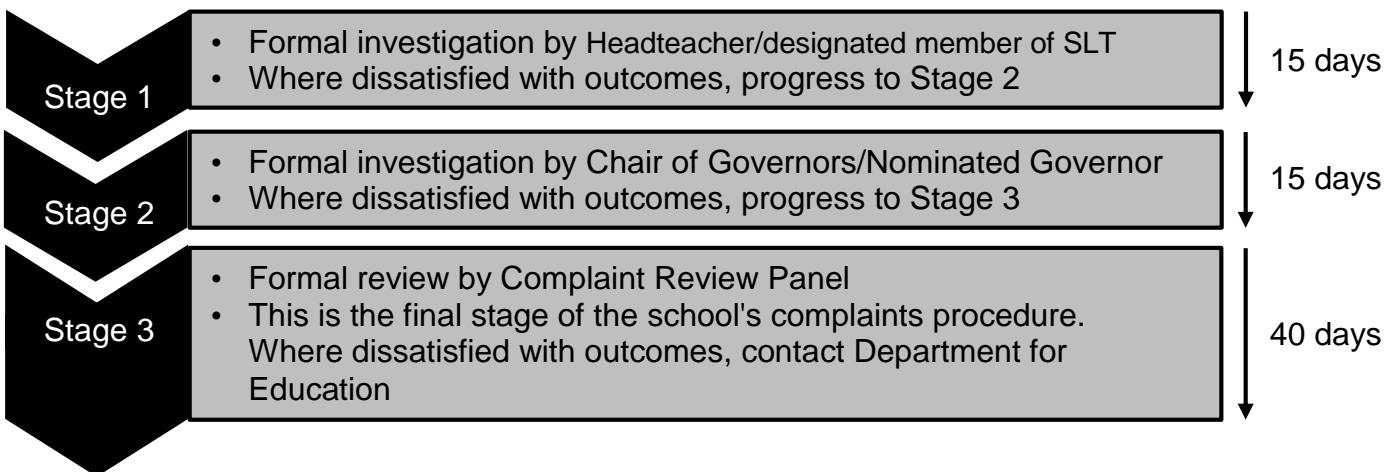 Stage 1
• Formal investigation by Headteacher/designated member of SLT
• Where dissatisfied with outcomes, progress to Stage 2
15 days
Stage 2
• Formal investigation by Chair of Governors/Nominated Governor
• Where dissatisfied with outcomes, progress to Stage 3
15 days
Stage 3
• Formal review by Complaint Review Panel
• This is the final stage of the school's complaints procedure.
Where dissatisfied with outcomes, contact Department for
Education
40 days